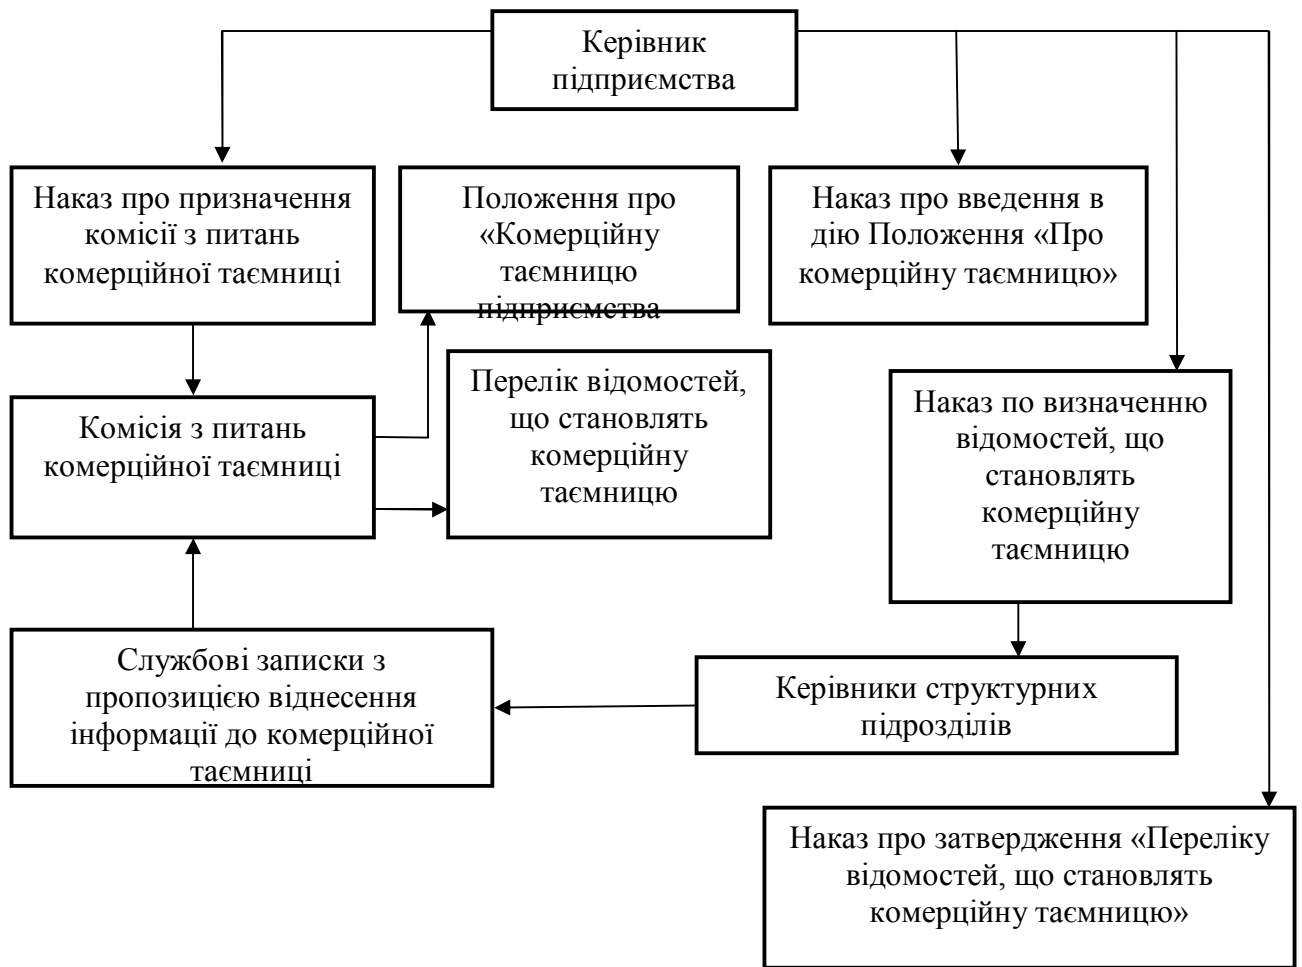 Керівник
підприємства
Наказ про призначення
комісії з питань
комерційної таємниці
Положення про
«Комерційну
таємницю
підприємства
Наказ про введення в
дію Положення «Про
комерційну таємницю»
Комісія з питань
комерційної таємниці
Перелік відомостей,
що становлять
комерційну
таємницю
Наказ по визначенню
відомостей, що
становлять
комерційну
таємницю
Службові записки з
пропозицією віднесення
інформації до комерційної
таємниці
Керівники структурних
підрозділів
Наказ про затвердження «Переліку
відомостей, що становлять
комерційну таємницю»